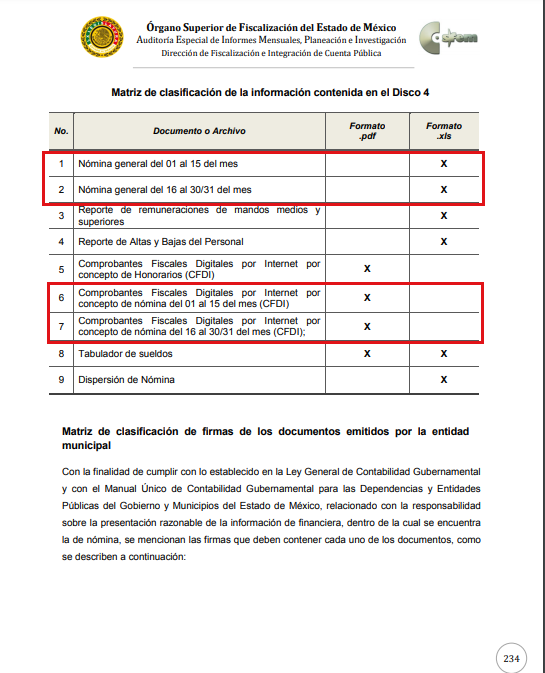 Órgano Superior de Fiscalización del Estado de México
Auditoría Especial de Informes Mensuales, Planeación e Investigación
Dirección de Fiscalización e Integración de Cuenta Pública
osfem
Matriz de clasificación de la información contenida en el Disco 4
No. Documento o Archivo Formato .pdf Formato .xls
1 Nómina general del 01 al 15 del mes X
2 Nómina general del 16 al 30/31 del mes X
3 Reporte de remuneraciones de mandos medios y
superiores X
4 Reporte de Altas y Bajas del Personal X
5 Comprobantes Fiscales Digitales por Internet por
concepto de Honorarios (CFDI) X
6 Comprobantes Fiscales Digitales por Internet por
concepto de nómina del 01 al 15 del mes (CFDI) X
7 Comprobantes Fiscales Digitales por Internet por
concepto de nómina del 16 al 30/31 del mes (CFDI); X
8 Tabulador de sueldos X X
9 Dispersión de Nómina X
Matriz de clasificación de firmas de los documentos emitidos por la entidad
municipal
Con la finalidad de cumplir con lo establecido en la Ley General de Contabilidad Gubernamental
y con el Manual Único de Contabilidad Gubernamental para las Dependencias y Entidades
Públicas del Gobierno y Municipios del Estado de México, relacionado con la responsabilidad
sobre la presentación razonable de la información de financiera, dentro de la cual se encuentra
la de nómina, se mencionan las firmas que deben contener cada uno de los documentos, como
se describen a continuación:
234